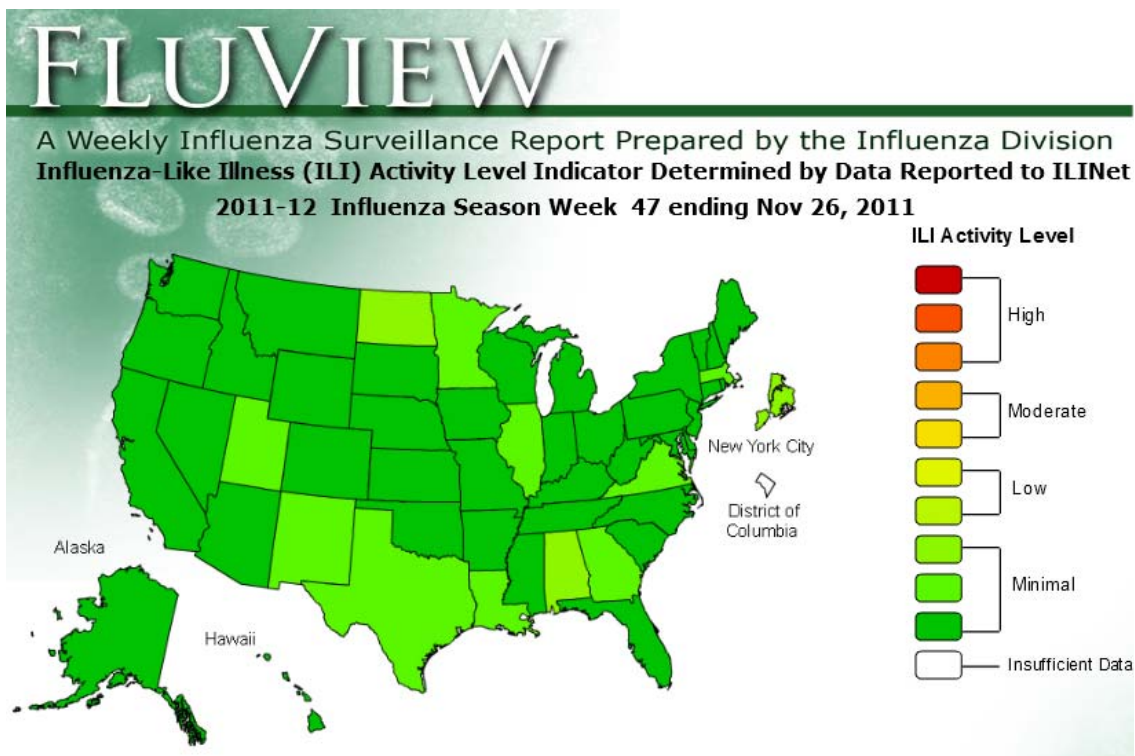 FLUVIEW
A Weekly Influenza Surveillance Report Prepared by the Influenza Division
Influenza-Like Illness (ILI) Activity Level Indicator Determined by Data Reported to ILINet
2011-12 Influenza Season Week 47 ending Nov 26, 2011
ILI Activity Level
High
Moderate
New York City
Low
District of
Columbia
Alaska
Minimal
Hawaii
Insufficient Data